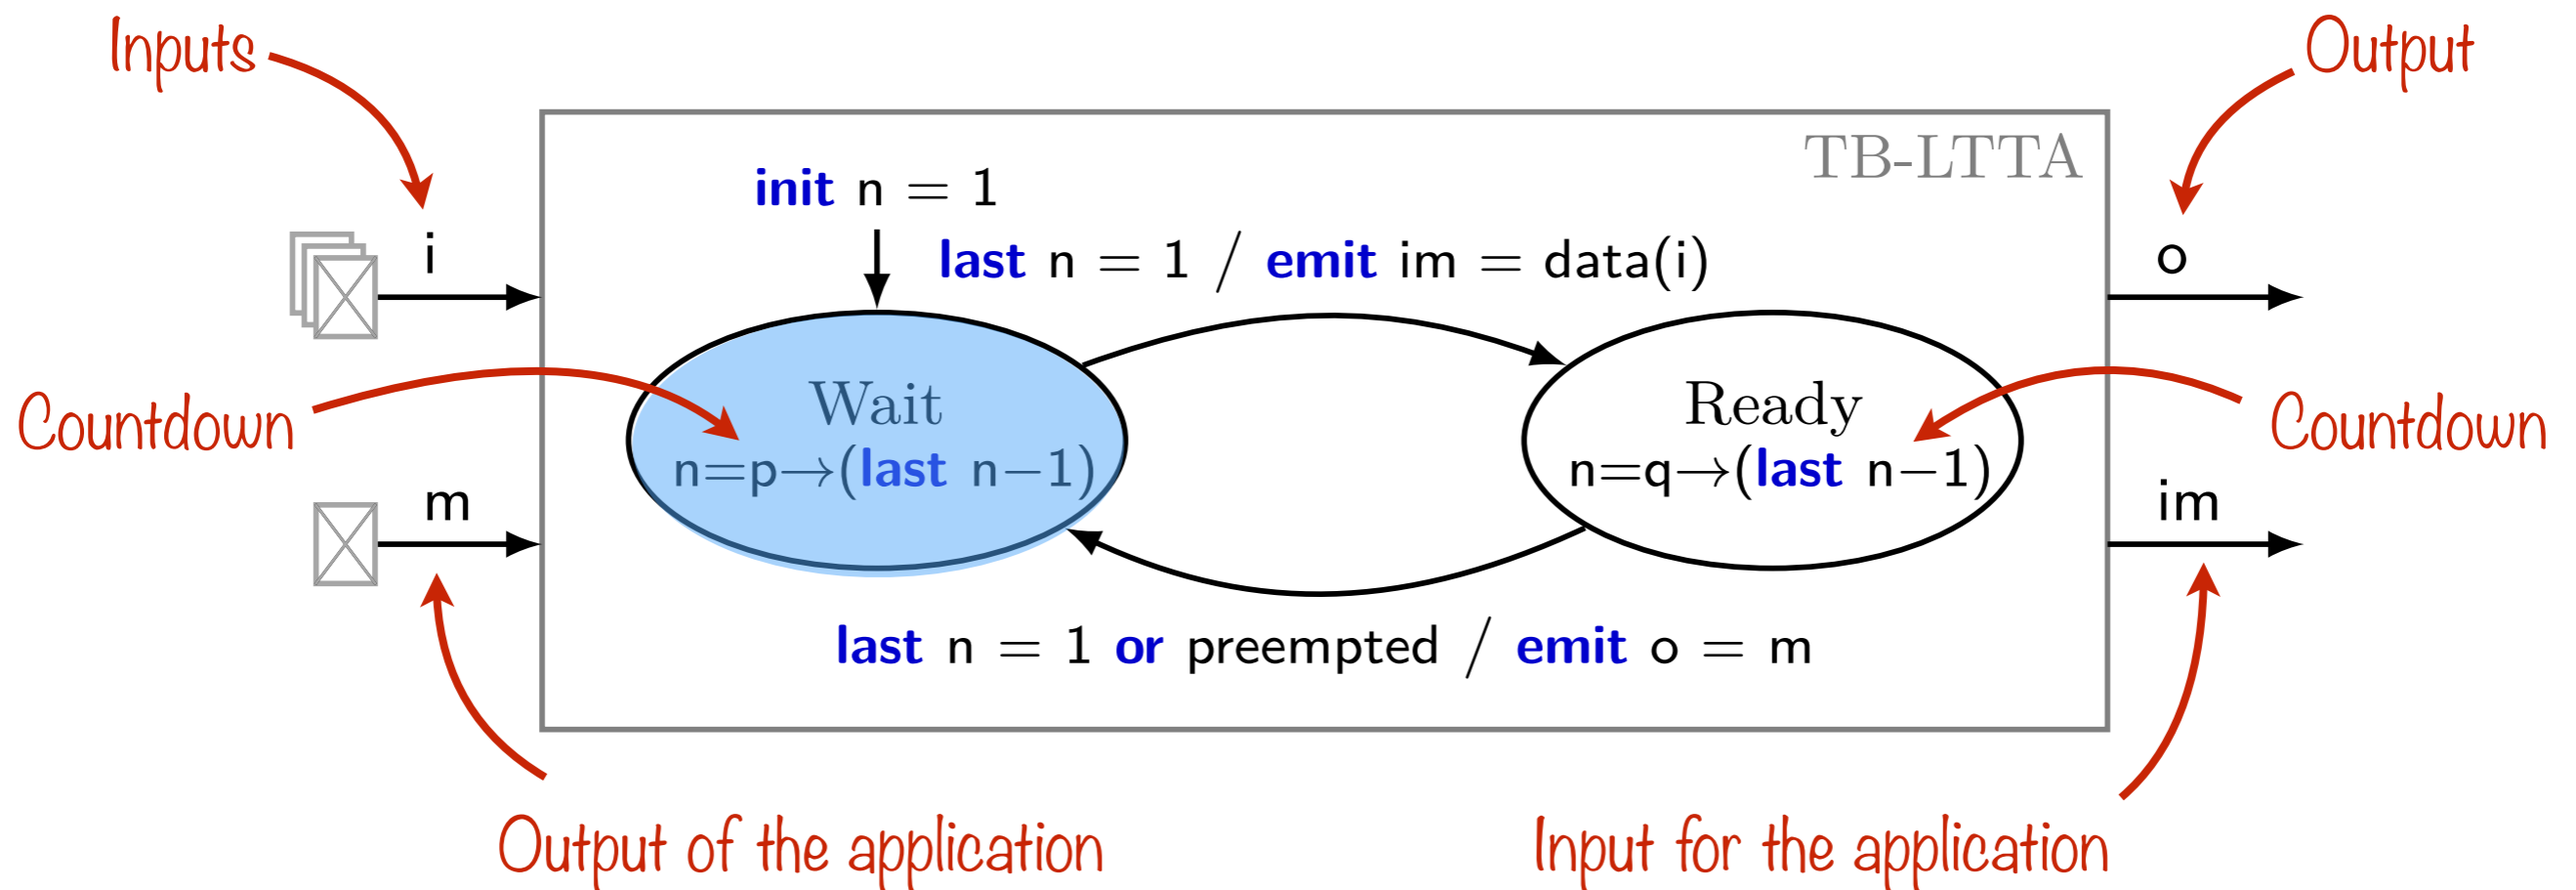 Inputs
Output
TB-LTTA
init n = 1
i
last n = 1 / emit im = data(i)
o
Countdown
Wait
n=p→(last n−1)
Ready
n=q→(last n−1)
Countdown
m
im
last n = 1 or preempted / emit o = m
Output of the application
Input for the application